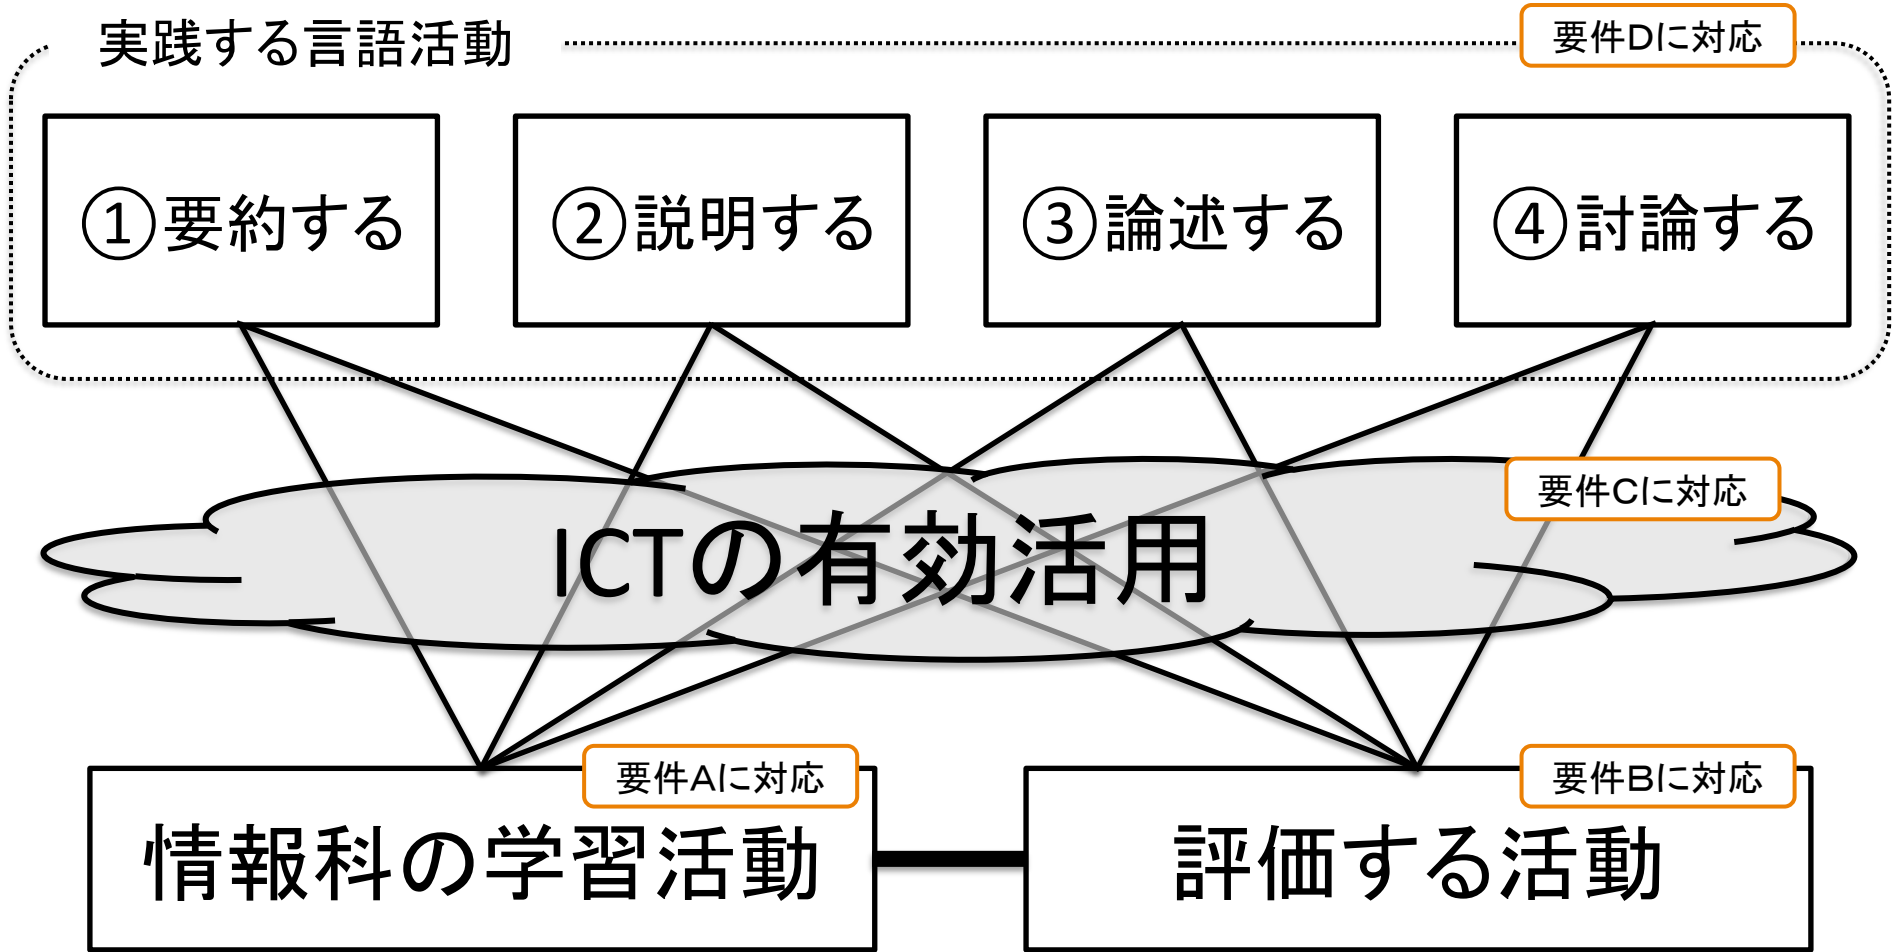 実践する言語活動
要件Dに対応
①要約する
②説明する
③論述する
④討論する
要件Cに対応
ICTの有効活用
要件Aに対応
要件Bに対応
情報科の学習活動
評価する活動